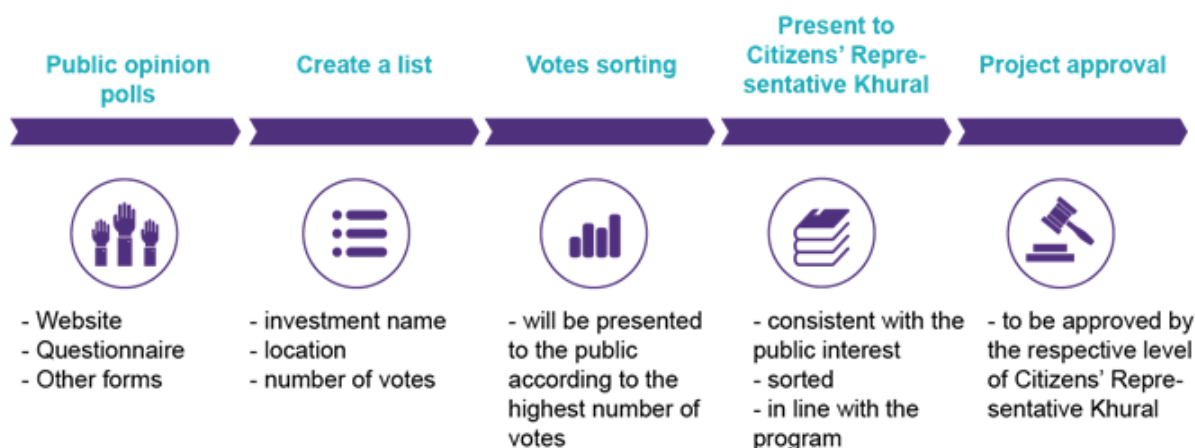 Public opinion
polls
Create a list
Votes sorting
Present to
Citizens' Repre-
sentative Khural
Project approval
- Website
- Questionnaire
- Other forms
- investment name
- location
- number of votes
- will be presented
to the public
according to the
highest number of
votes
- consistent with the
public interest
- sorted
- in line with the
program
- to be approved by
the respective level
of Citizens' Repre-
sentative Khural